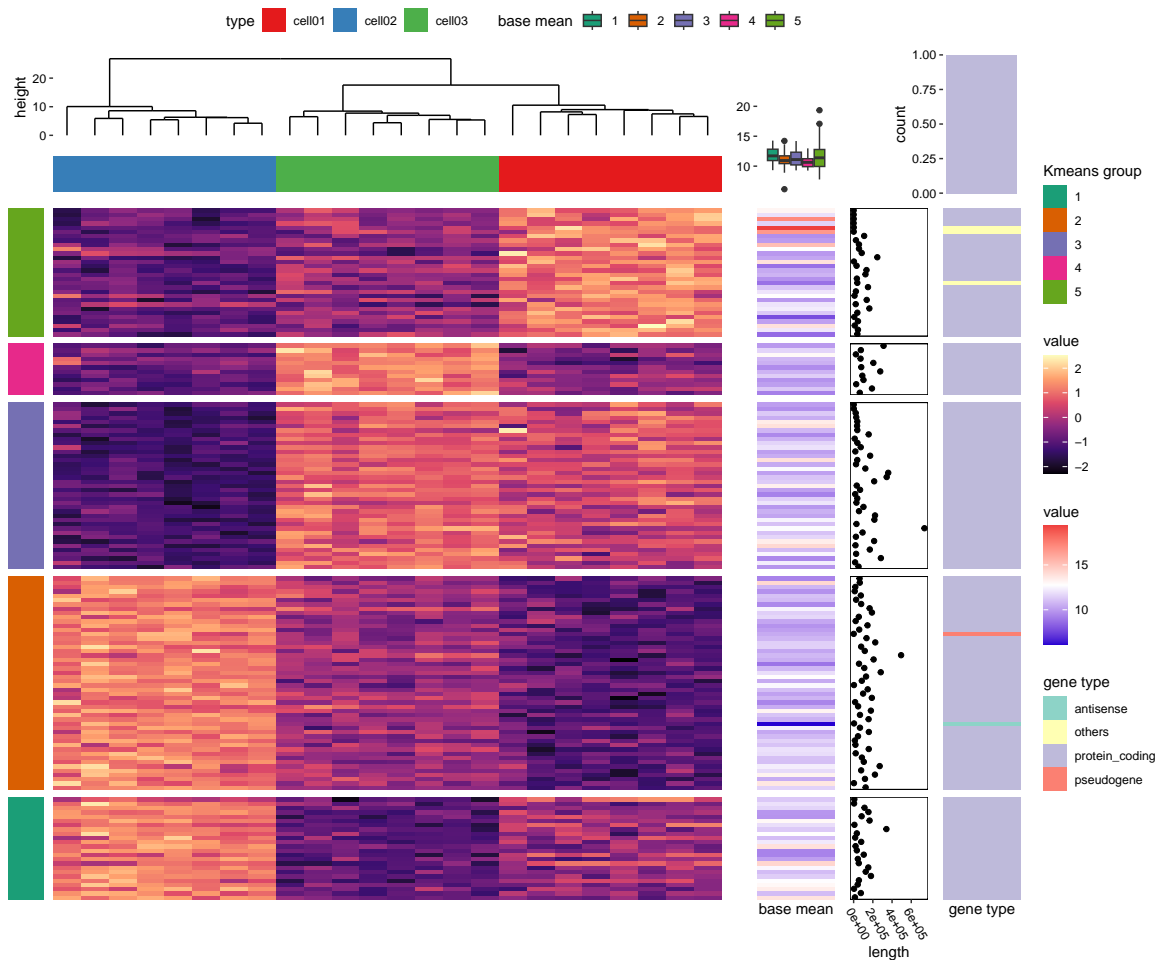 type cell01 cell02 cell03 base mean 1 2 3 4 5
height
20
10
0
20
15
10
count
1.00
0.75
0.50
0.25
0.00
Kmeans group
1
2
3
4
5
value
2
1
0
−1
−2
value
15
10
gene type
antisense
others
protein_coding
pseudogene
base mean
0e+00
2e+05
4e+05
6e+05
length
gene type